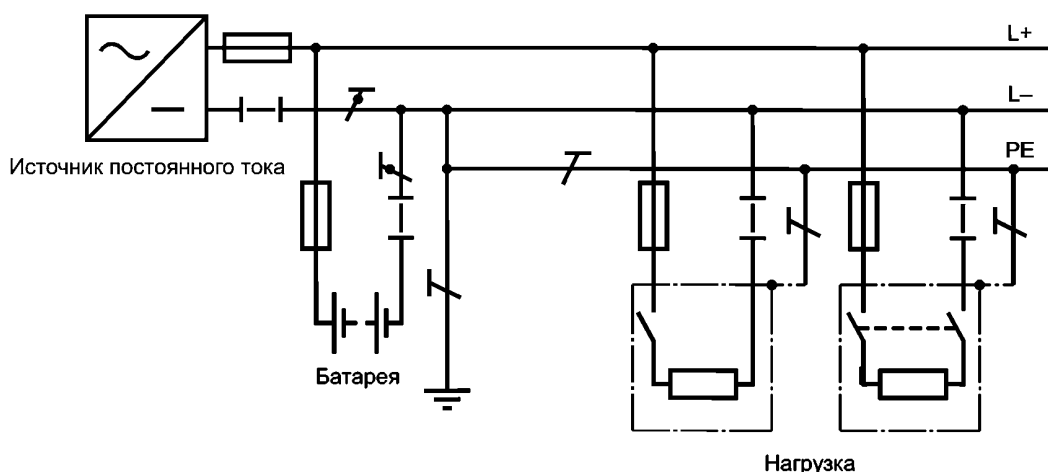 L+
L–
PE
Источник постоянного тока
Батарея
Нагрузка